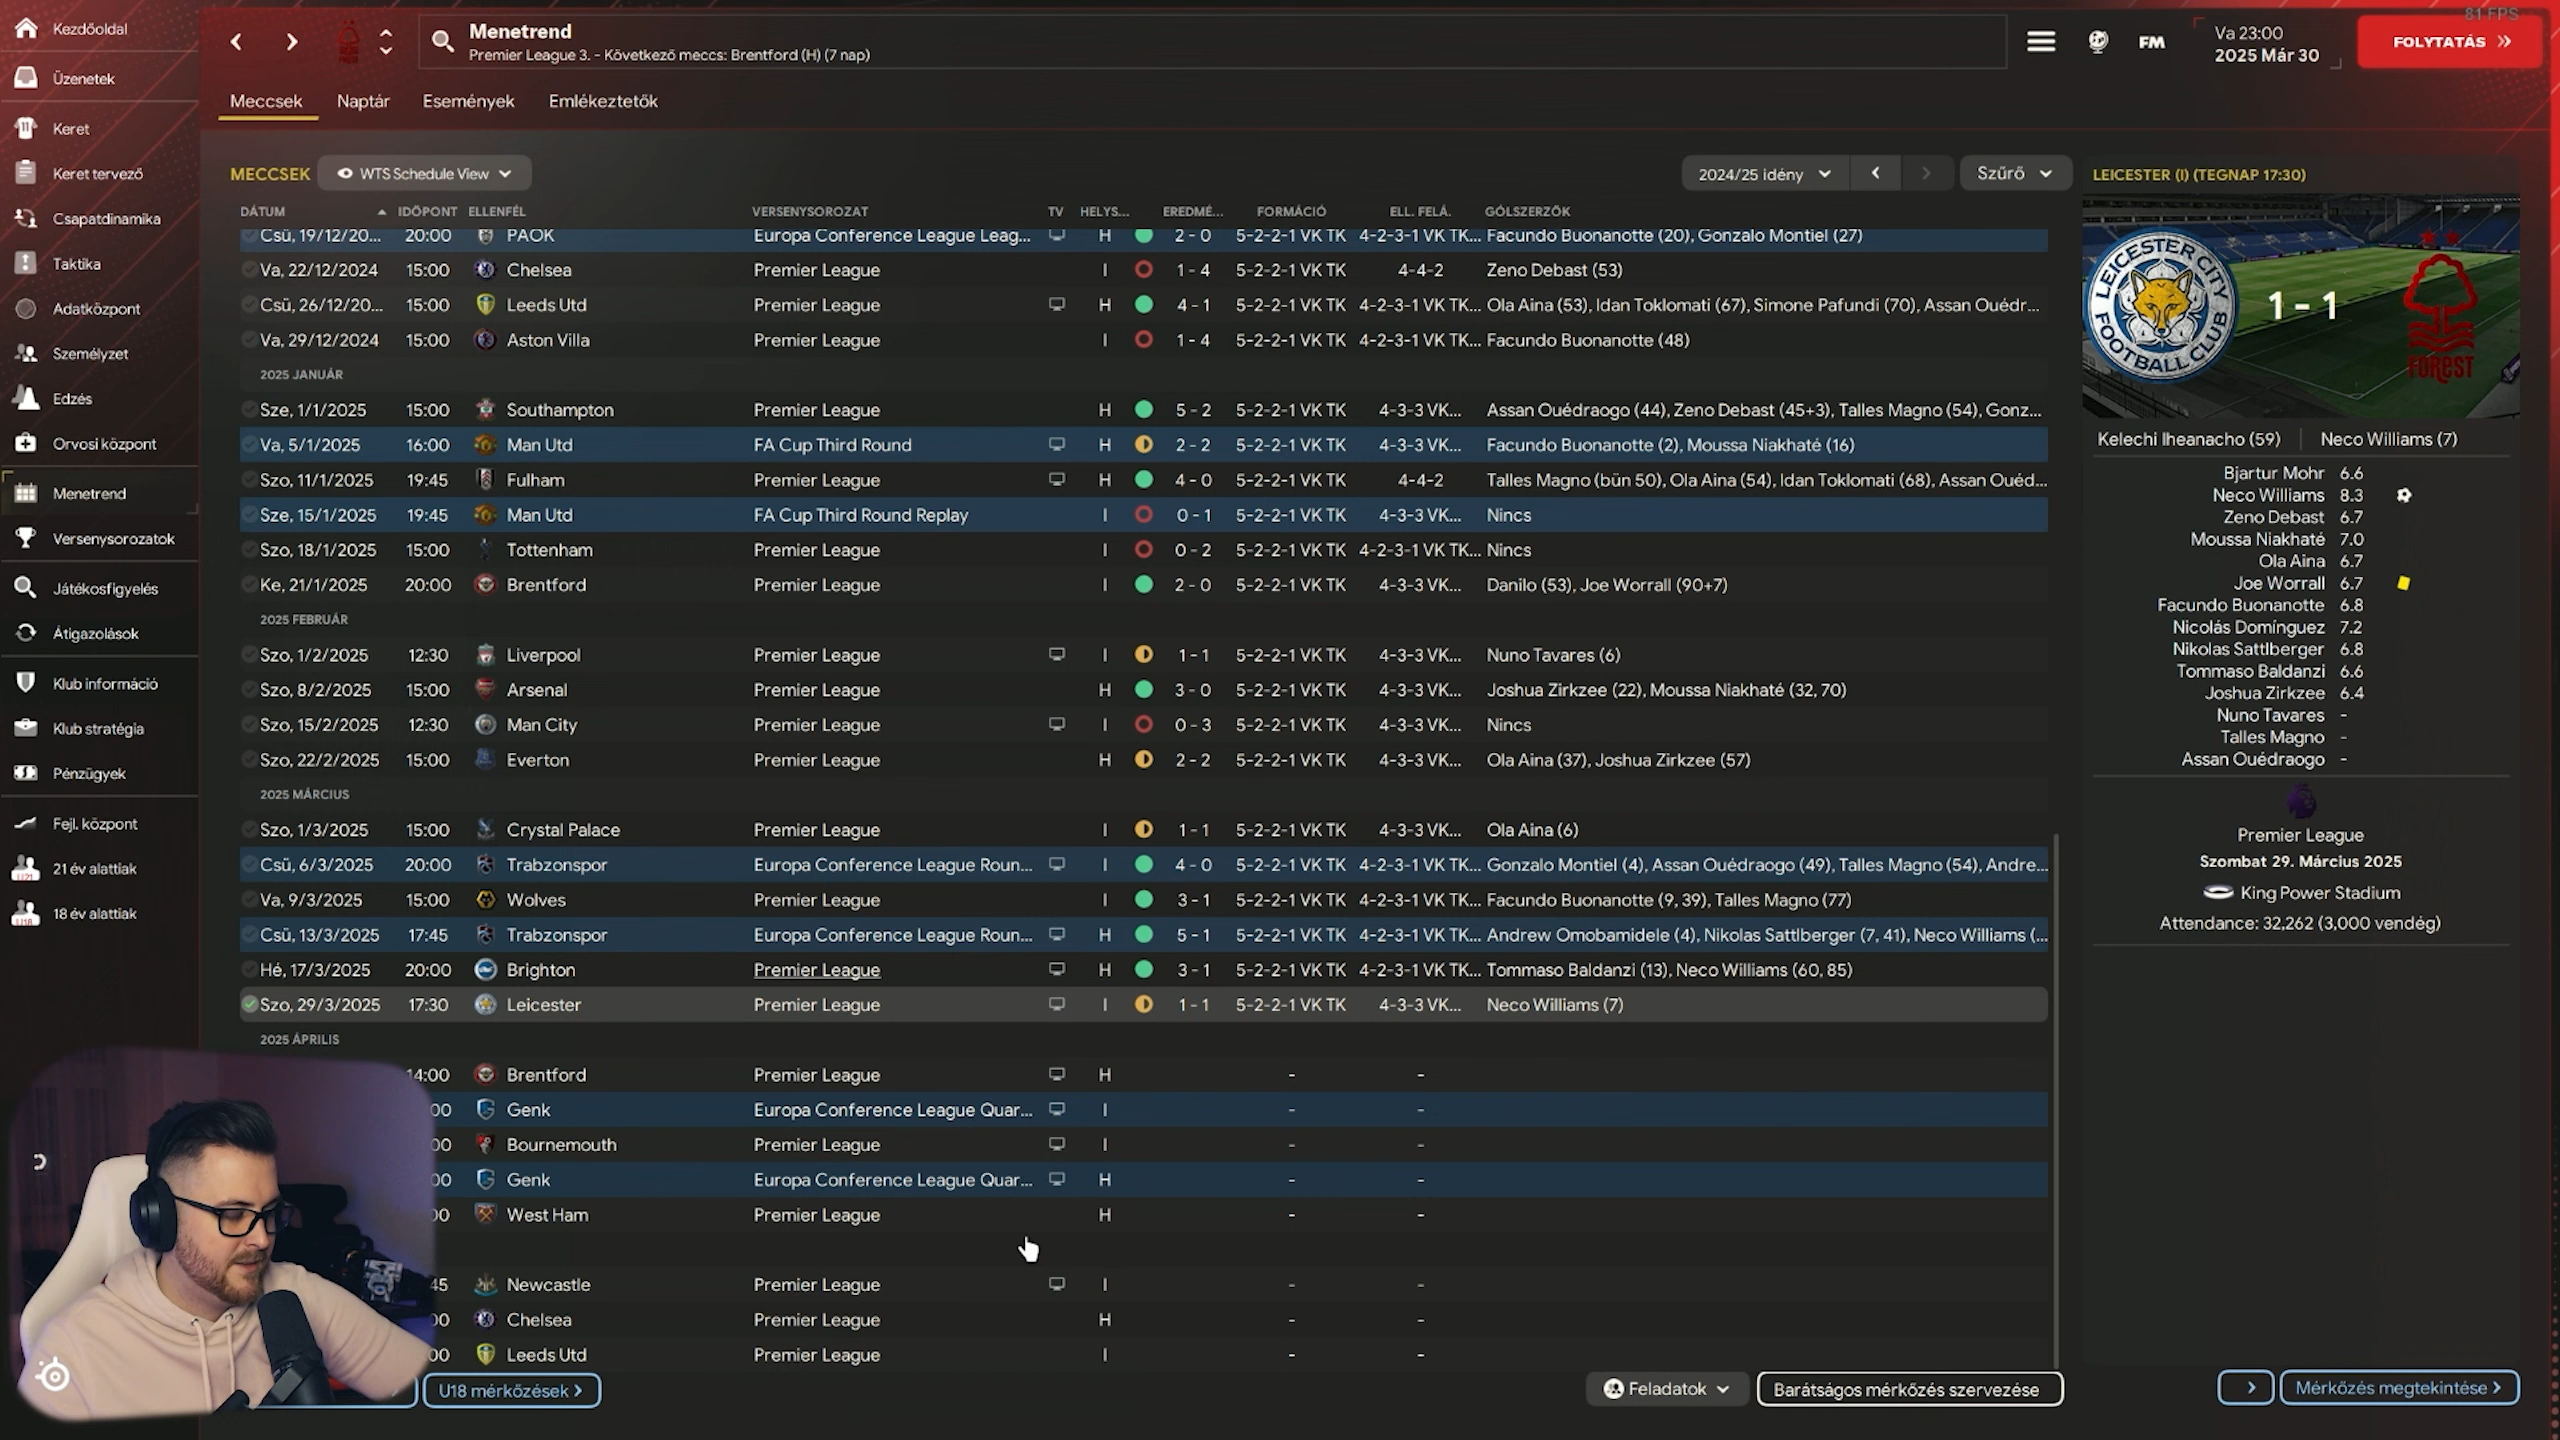 81 FPS
Kezdőoldal
Üzenetek
Keret
Keret tervező
Csapatdinamika
Taktika
Adatközpont
Személyzet
Edzés
Orvosi központ
Menetrend
Versenysorozatok
Játékosfigyelés
Átigazolások
Klub információ
Klub stratégia
Pénzügyek
Fejl. központ
21 év alattiak
18 év alattiak
Menetrend
Premier League 3. - Következő meccs: Brentford (H) (7 nap)
FM
Va 23:00
2025 Már 30
FOLYTATÁS
Meccsek Naptár Események Emlékeztetők
MECCSEK WTS Schedule View 2024/25 idény Szűrő
DÁTUM IDŐPONT ELLENFÉL VERSENYSOROZAT TV HELYS... EREDMÉ... FORMÁCIÓ ELL. FELÁ. GÓLSZERZŐK
Csü, 19/12/20... 20:00 PAOK Europa Conference League Leag... H 2 - 0 5-2-2-1 VK TK 4-2-3-1 VK TK... Facundo Buonanotte (20), Gonzalo Montiel (27)
Va, 22/12/2024 15:00 Chelsea Premier League I 1 - 4 5-2-2-1 VK TK 4-4-2 Zeno Debast (53)
Csü, 26/12/20... 15:00 Leeds Utd Premier League H 4 - 1 5-2-2-1 VK TK 4-2-3-1 VK TK... Ola Aina (53), Idan Toklomati (67), Simone Pafundi (70), Assan Ouédr...
Va, 29/12/2024 15:00 Aston Villa Premier League I 1 - 4 5-2-2-1 VK TK 4-2-3-1 VK TK... Facundo Buonanotte (48)
2025 JANUÁR
Sze, 1/1/2025 15:00 Southampton Premier League H 5 - 2 5-2-2-1 VK TK 4-3-3 VK... Assan Ouédraogo (44), Zeno Debast (45+3), Talles Magno (54), Gonz...
Va, 5/1/2025 16:00 Man Utd FA Cup Third Round H 2 - 2 5-2-2-1 VK TK 4-3-3 VK... Facundo Buonanotte (2), Moussa Niakhaté (16)
Szo, 11/1/2025 19:45 Fulham Premier League H 4 - 0 5-2-2-1 VK TK 4-4-2 Talles Magno (bün 50), Ola Aina (54), Idan Toklomati (68), Assan Ouéd...
Sze, 15/1/2025 19:45 Man Utd FA Cup Third Round Replay I 0 - 1 5-2-2-1 VK TK 4-3-3 VK... Nincs
Szo, 18/1/2025 15:00 Tottenham Premier League I 0 - 2 5-2-2-1 VK TK 4-2-3-1 VK TK... Nincs
Ke, 21/1/2025 20:00 Brentford Premier League I 2 - 0 5-2-2-1 VK TK 4-3-3 VK... Danilo (53), Joe Worrall (90+7)
2025 FEBRUÁR
Szo, 1/2/2025 12:30 Liverpool Premier League I 1 - 1 5-2-2-1 VK TK 4-3-3 VK... Nuno Tavares (6)
Szo, 8/2/2025 15:00 Arsenal Premier League H 3 - 0 5-2-2-1 VK TK 4-3-3 VK... Joshua Zirkzee (22), Moussa Niakhaté (32, 70)
Szo, 15/2/2025 12:30 Man City Premier League I 0 - 3 5-2-2-1 VK TK 4-3-3 VK... Nincs
Szo, 22/2/2025 15:00 Everton Premier League H 2 - 2 5-2-2-1 VK TK 4-3-3 VK... Ola Aina (37), Joshua Zirkzee (57)
2025 MÁRCIUS
Szo, 1/3/2025 15:00 Crystal Palace Premier League I 1 - 1 5-2-2-1 VK TK 4-3-3 VK... Ola Aina (6)
Csü, 6/3/2025 20:00 Trabzonspor Europa Conference League Roun... I 4 - 0 5-2-2-1 VK TK 4-2-3-1 VK TK... Gonzalo Montiel (4), Assan Ouédraogo (49), Talles Magno (54), Andre...
Va, 9/3/2025 15:00 Wolves Premier League I 3 - 1 5-2-2-1 VK TK 4-2-3-1 VK TK... Facundo Buonanotte (9, 39), Talles Magno (77)
Csü, 13/3/2025 17:45 Trabzonspor Europa Conference League Roun... H 5 - 1 5-2-2-1 VK TK 4-2-3-1 VK TK... Andrew Omobamidele (4), Nikolas Sattlberger (7, 41), Neco Williams (...
Hé, 17/3/2025 20:00 Brighton Premier League H 3 - 1 5-2-2-1 VK TK 4-2-3-1 VK TK... Tommaso Baldanzi (13), Neco Williams (60, 85)
Szo, 29/3/2025 17:30 Leicester Premier League I 1 - 1 5-2-2-1 VK TK 4-3-3 VK... Neco Williams (7)
2025 ÁPRILIS
14:00 Brentford Premier League H - -
00 Genk Europa Conference League Quar... I - -
00 Bournemouth Premier League I - -
00 Genk Europa Conference League Quar... H - -
00 West Ham Premier League H - -
45 Newcastle Premier League I - -
00 Chelsea Premier League H - -
00 Leeds Utd Premier League I - -
U18 mérkőzések
Feladatok
Barátságos mérkőzés szervezése
LEICESTER (I) (TEGNAP 17:30)
LEICESTER CITY FOOTBALL CLUB
1 - 1
FOREST
Kelechi Iheanacho (59) Neco Williams (7)
Bjartur Mohr 6.6
Neco Williams 8.3
Zeno Debast 6.7
Moussa Niakhaté 7.0
Ola Aina 6.7
Joe Worrall 6.7
Facundo Buonanotte 6.8
Nicolás Domínguez 7.2
Nikolas Sattlberger 6.8
Tommaso Baldanzi 6.6
Joshua Zirkzee 6.4
Nuno Tavares -
Talles Magno -
Assan Ouédraogo -
Premier League
Szombat 29. Március 2025
King Power Stadium
Attendance: 32,262 (3,000 vendég)
Mérkőzés megtekintése